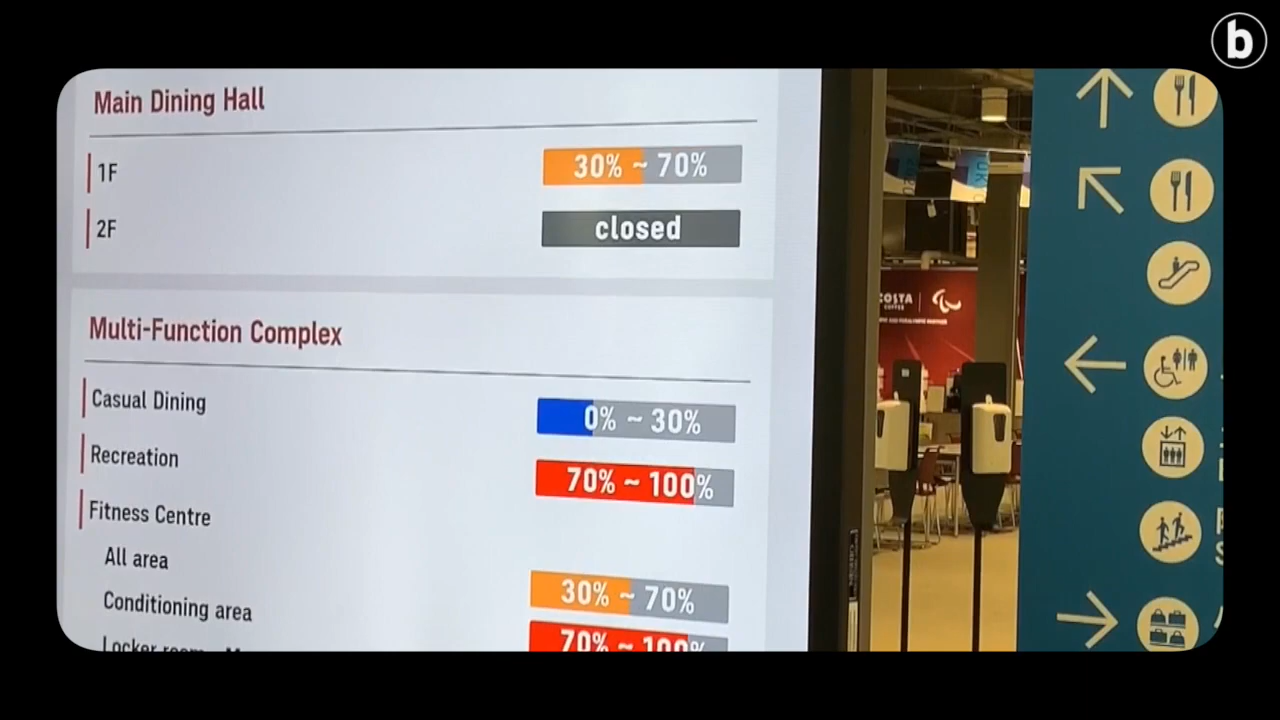 b
Main Dining Hall
1F
30% ~ 70%
2F
closed
Multi-Function Complex
Casual Dining
0% ~ 30%
Recreation
70% ~ 100%
Fitness Centre
All area
30% ~ 70%
Conditioning area
70% ~ 100%
COSTA
COFFEE